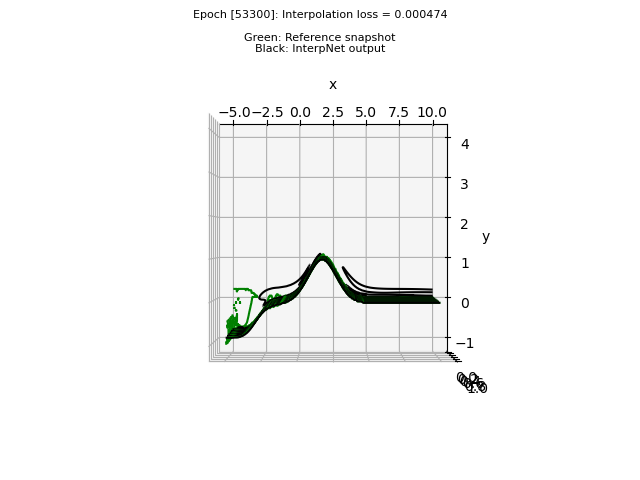 Epoch [53300]: Interpolation loss = 0.000474
Green: Reference snapshot
Black: InterpNet output
x
−5.0 −2.5 0.0 2.5 5.0 7.5 10.0
4
3
2
y
1
0
−1